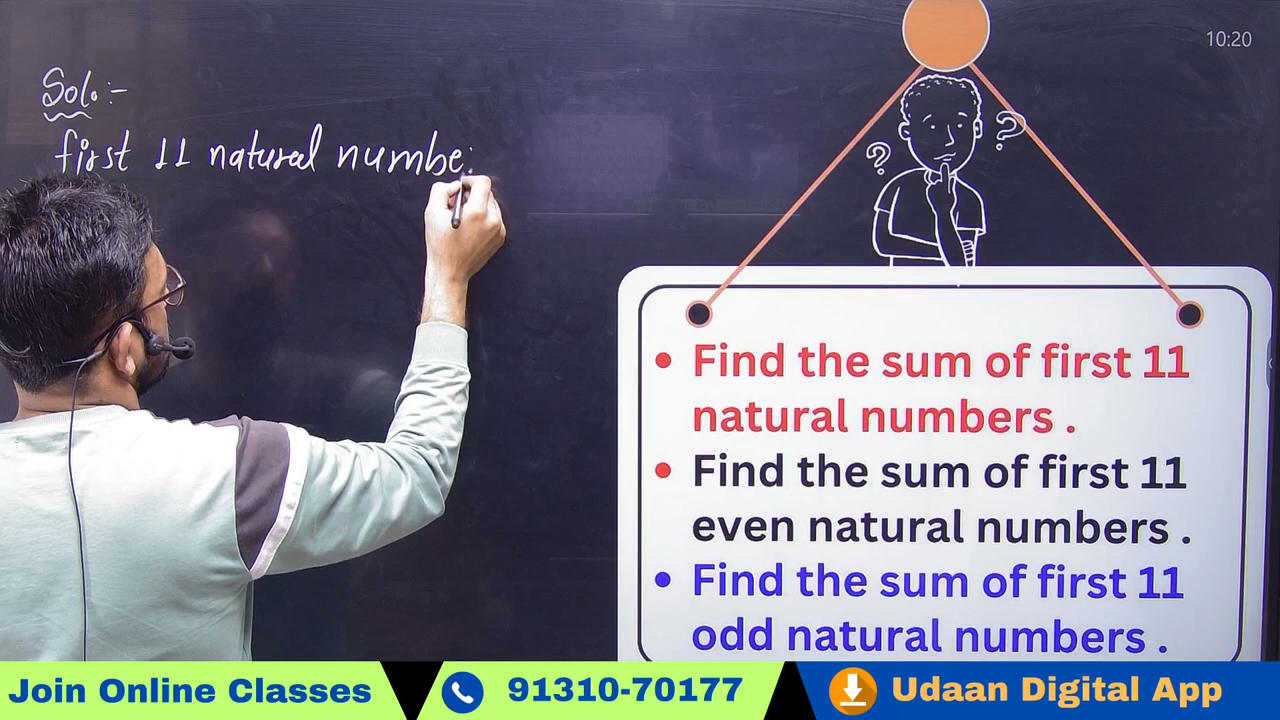 10:20
Sol:-
first 11 natural numbe
• Find the sum of first 11
natural numbers .
• Find the sum of first 11
even natural numbers .
• Find the sum of first 11
odd natural numbers .
Join Online Classes
91310-70177
Udaan Digital App